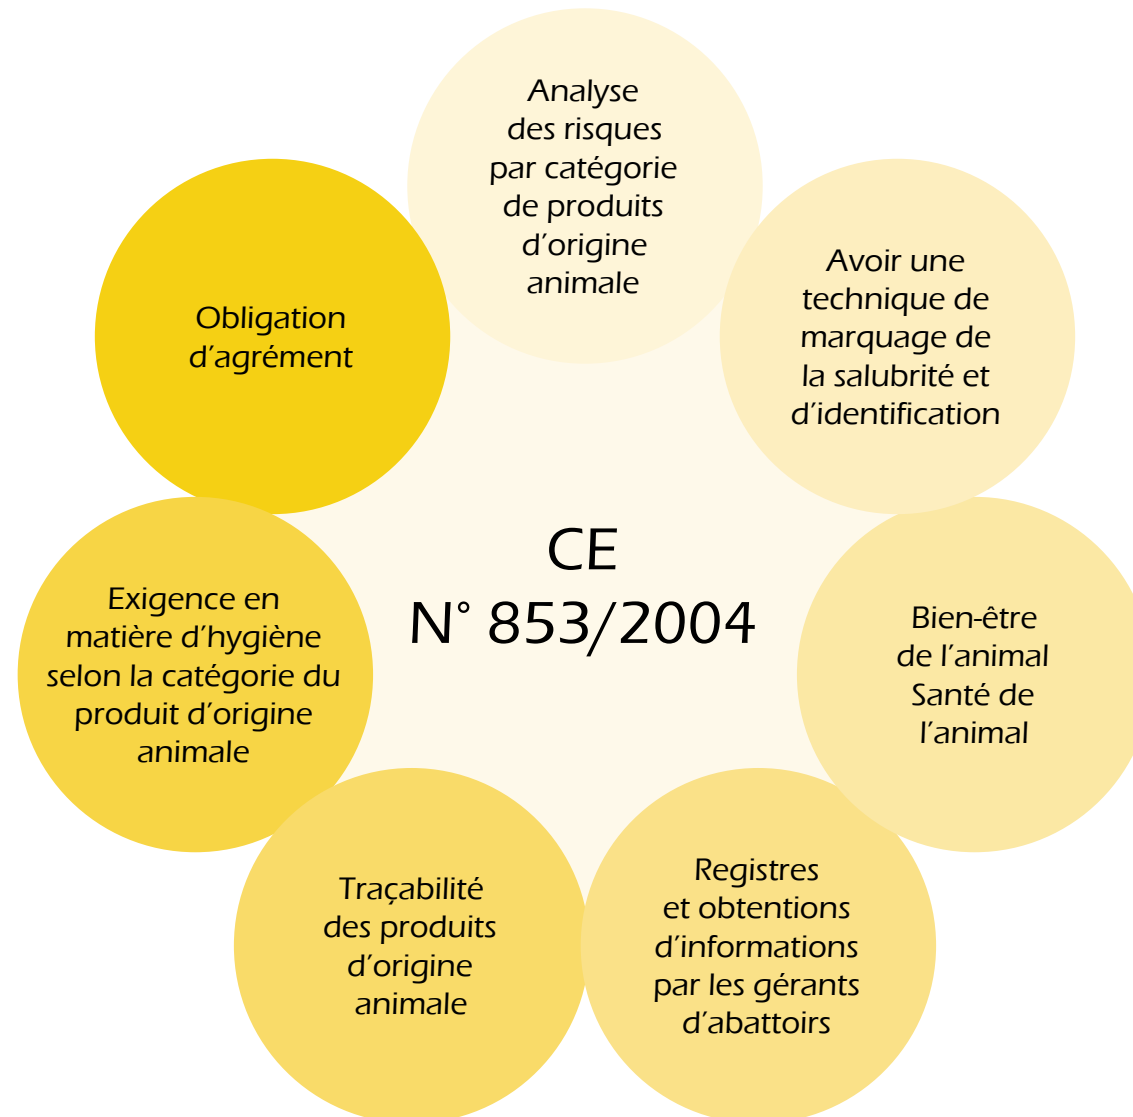 Analyse
des risques
par catégorie
de produits
d’origine
animale
Avoir une
technique de
marquage de
la salubrité et
d’identification
Obligation
d’agrément
CE
N° 853/2004
Exigence en
matière d’hygiène
selon la catégorie du
produit d’origine
animale
Bien-être
de l’animal
Santé de
l’animal
Traçabilité
des produits
d’origine
animale
Registres
et obtentions
d’informations
par les gérants
d’abattoirs